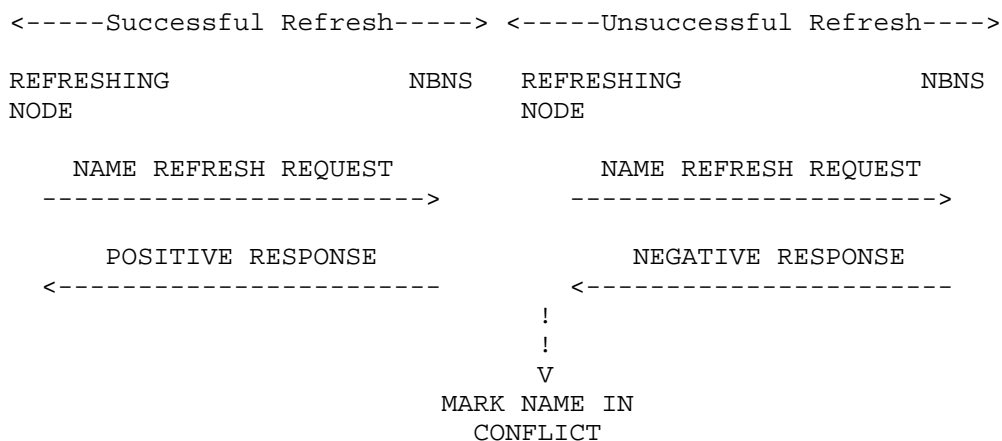 <-----Successful Refresh-----> <-----Unsuccessful Refresh---->
REFRESHING                         NBNS   REFRESHING               NBNS
NODE                                      NODE
    NAME REFRESH REQUEST             NAME REFRESH REQUEST
  ------------------------>        ----------------------->
      POSITIVE RESPONSE                NEGATIVE RESPONSE
  <------------------------        <-----------------------
                                 !
                                 !
                                 V
                           MARK NAME IN
                             CONFLICT